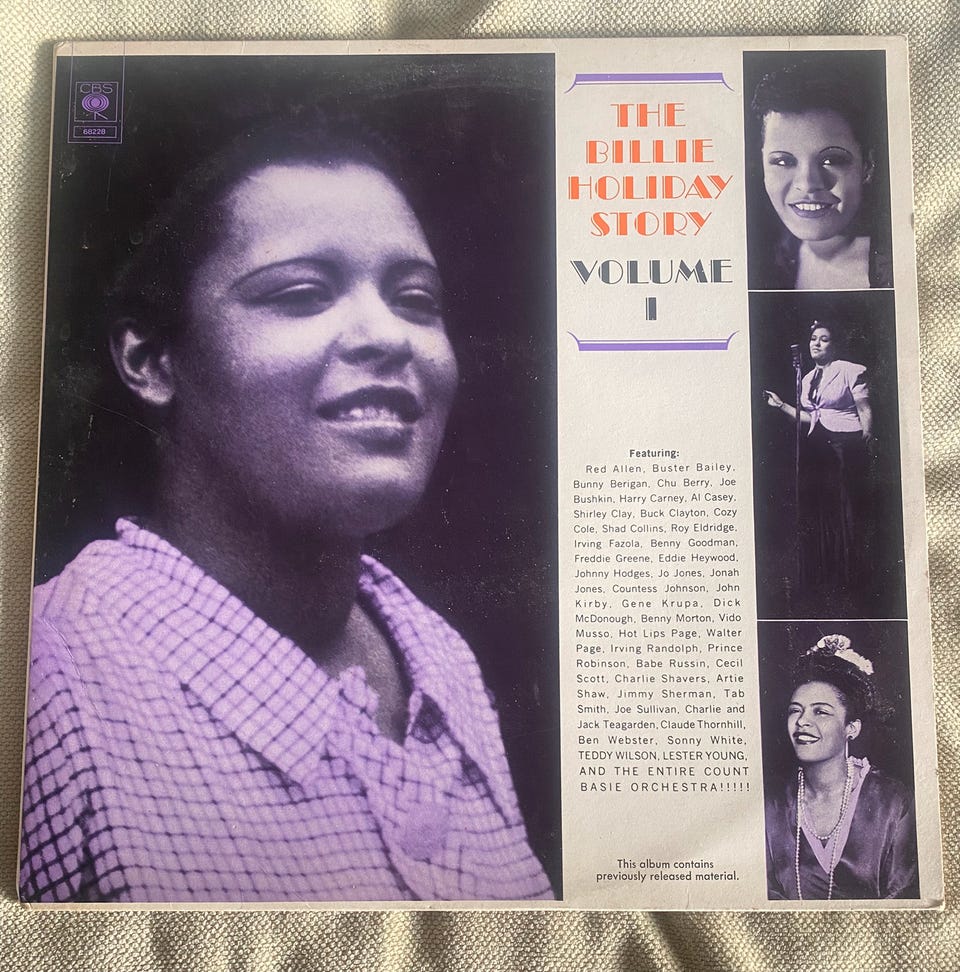 CBS
68228
THE
BILLIE
HOLIDAY
STORY
VOLUME
I
Featuring:
Red Allen, Buster Bailey,
Bunny Berigan, Chu Berry, Joe
Bushkin, Harry Carney, Al Casey,
Shirley Clay, Buck Clayton, Cozy
Cole, Shad Collins, Roy Eldridge,
Irving Fazola, Benny Goodman,
Freddie Greene, Eddie Heywood,
Johnny Hodges, Jo Jones, Jonah
Jones, Countess Johnson, John
Kirby, Gene Krupa, Dick
McDonough, Benny Morton, Vido
Musso, Hot Lips Page, Walter
Page, Irving Randolph, Prince
Robinson, Babe Russin, Cecil
Scott, Charlie Shavers, Artie
Shaw, Jimmy Sherman, Tab
Smith, Joe Sullivan, Charlie and
Jack Teagarden, Claude Thornhill,
Ben Webster, Sonny White,
TEDDY WILSON, LESTER YOUNG,
AND THE ENTIRE COUNT
BASIE ORCHESTRA!!!!!
This album contains
previously released material.